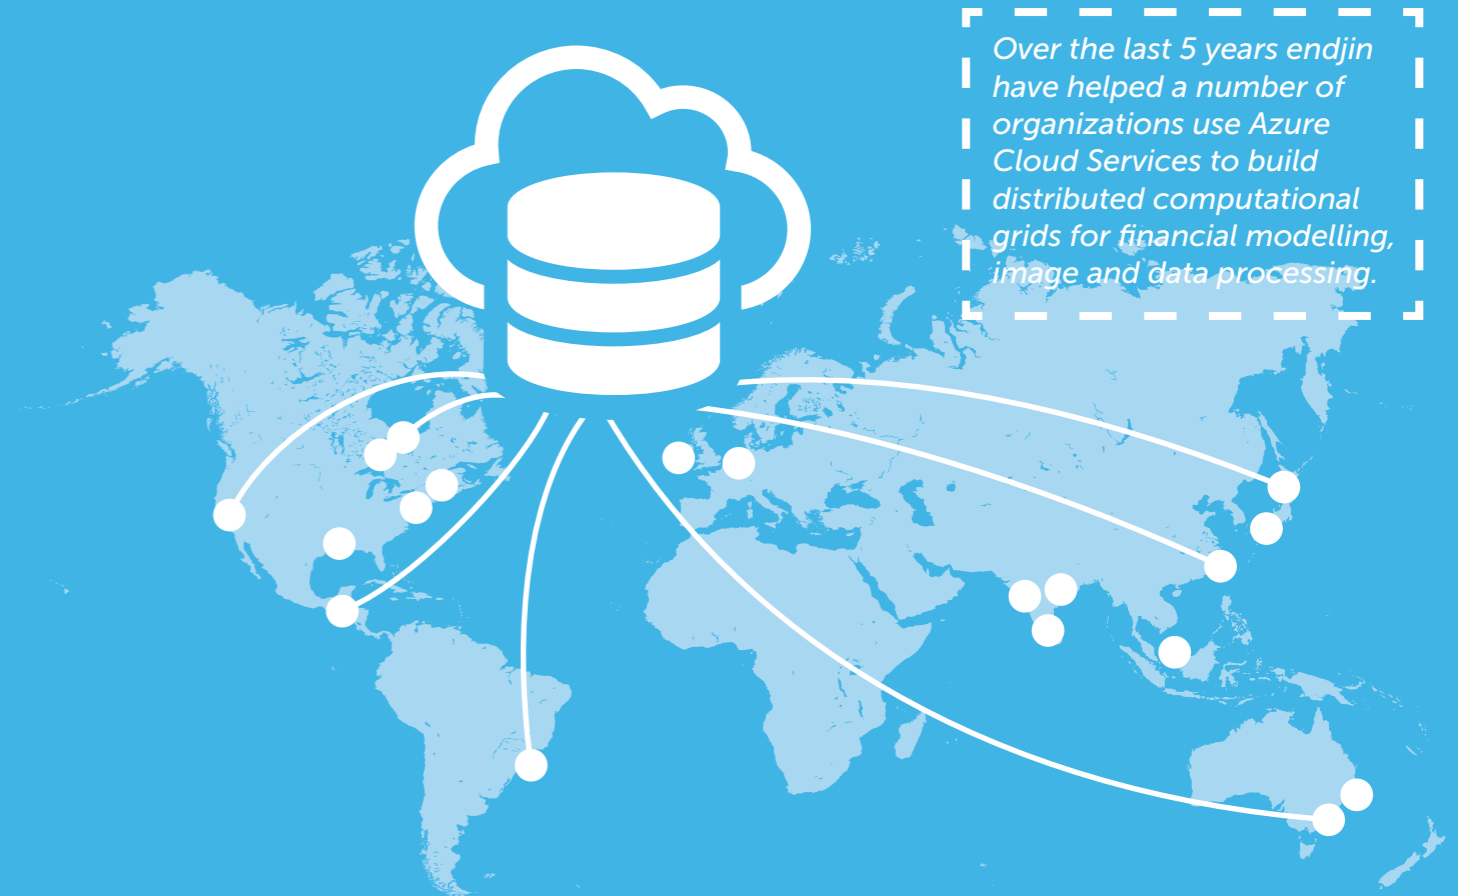 Over the last 5 years endjin
have helped a number of
organizations use Azure
Cloud Services to build
distributed computational
grids for financial modelling,
image and data processing.